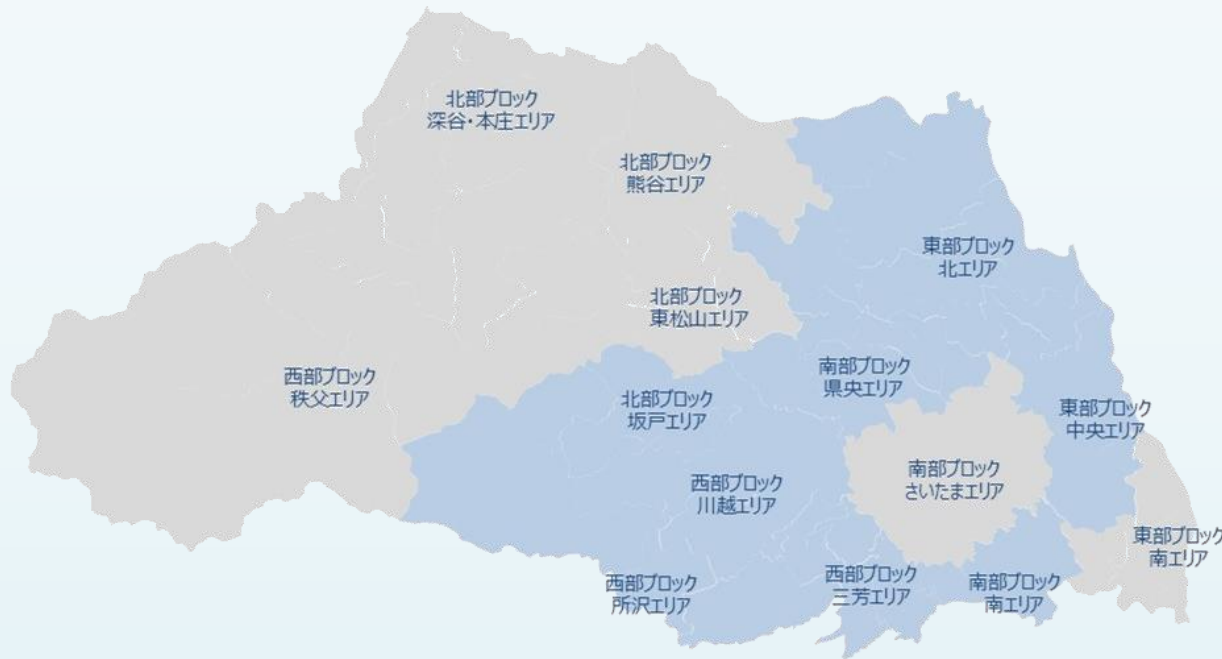 北部ブロック
深谷・本庄エリア
北部ブロック
熊谷エリア
東部ブロック
北エリア
北部ブロック
東松山エリア
西部ブロック
秩父エリア
南部ブロック
県央エリア
北部ブロック
坂戸エリア
東部ブロック
中央エリア
南部ブロック
さいたまエリア
西部ブロック
川越エリア
東部ブロック
南エリア
西部ブロック
所沢エリア
西部ブロック
三芳エリア
南部ブロック
南エリア